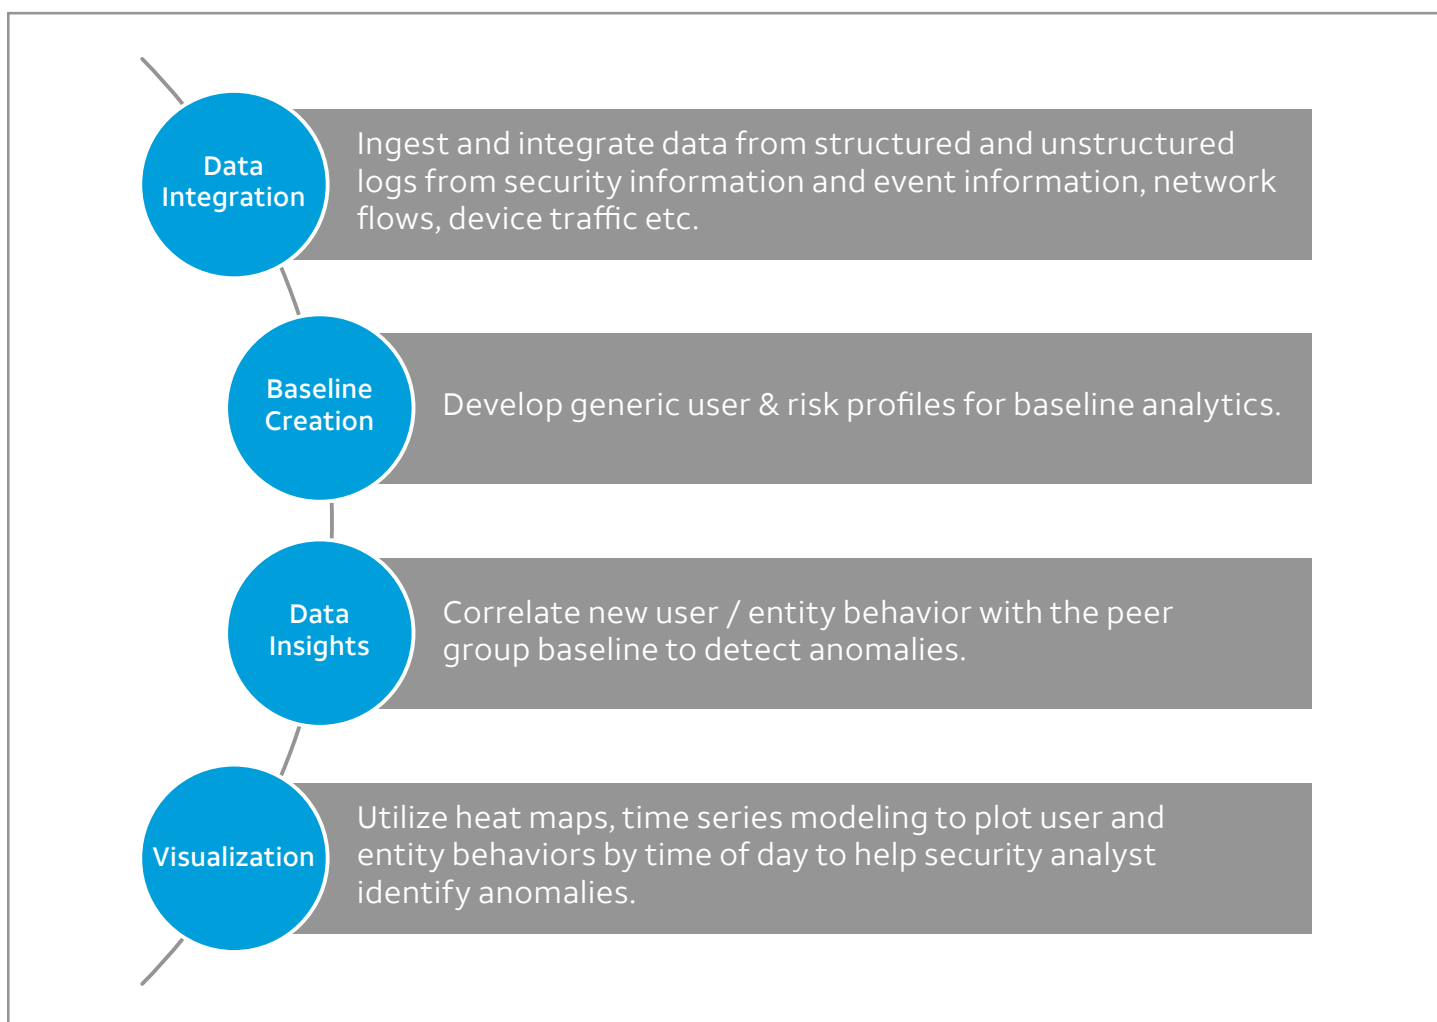 Data
Integration
Ingest and integrate data from structured and unstructured
logs from security information and event information, network
flows, device traffic etc.
Baseline
Creation
Develop generic user & risk profiles for baseline analytics.
Data
Insights
Correlate new user / entity behavior with the peer
group baseline to detect anomalies.
Visualization
Utilize heat maps, time series modeling to plot user and
entity behaviors by time of day to help security analyst
identify anomalies.